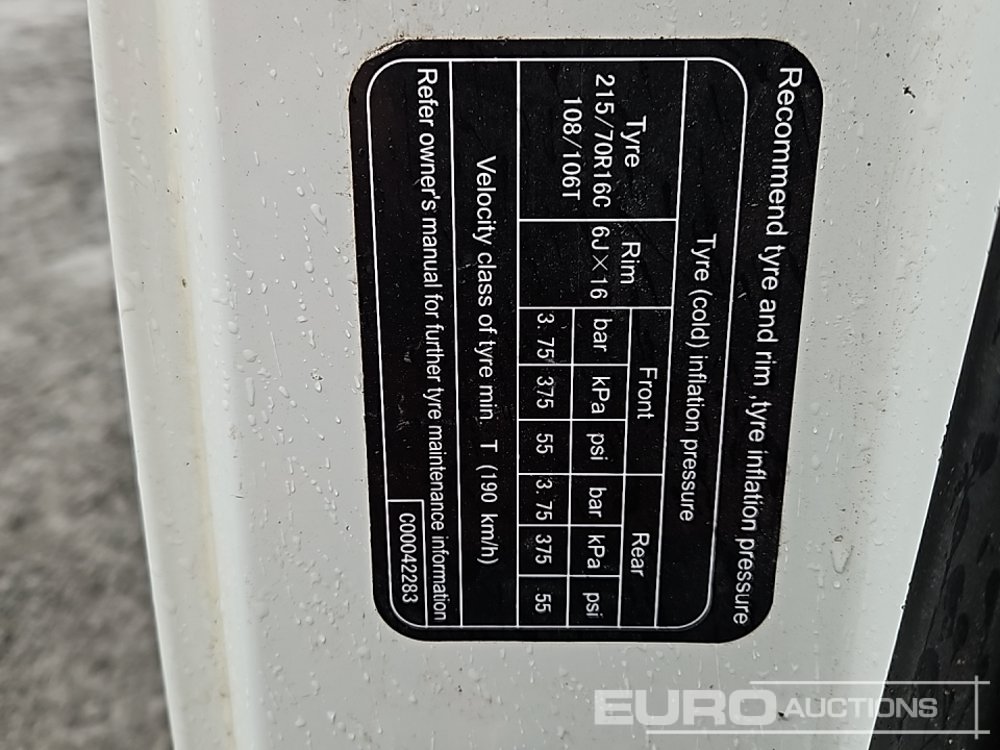 Recommend tyre and rim ,tyre inflation pressure
Tyre (cold) inflation pressure
Tyre Rim Front Rear
bar kPa psi bar kPa psi
215/70R16C 6J×16 3.75 375 55 3.75 375 55
108/106T
Velocity class of tyre min. T (190 km/h)
Refer owner's manual for further tyre maintenance information
C00042283
EURO AUCTIONS